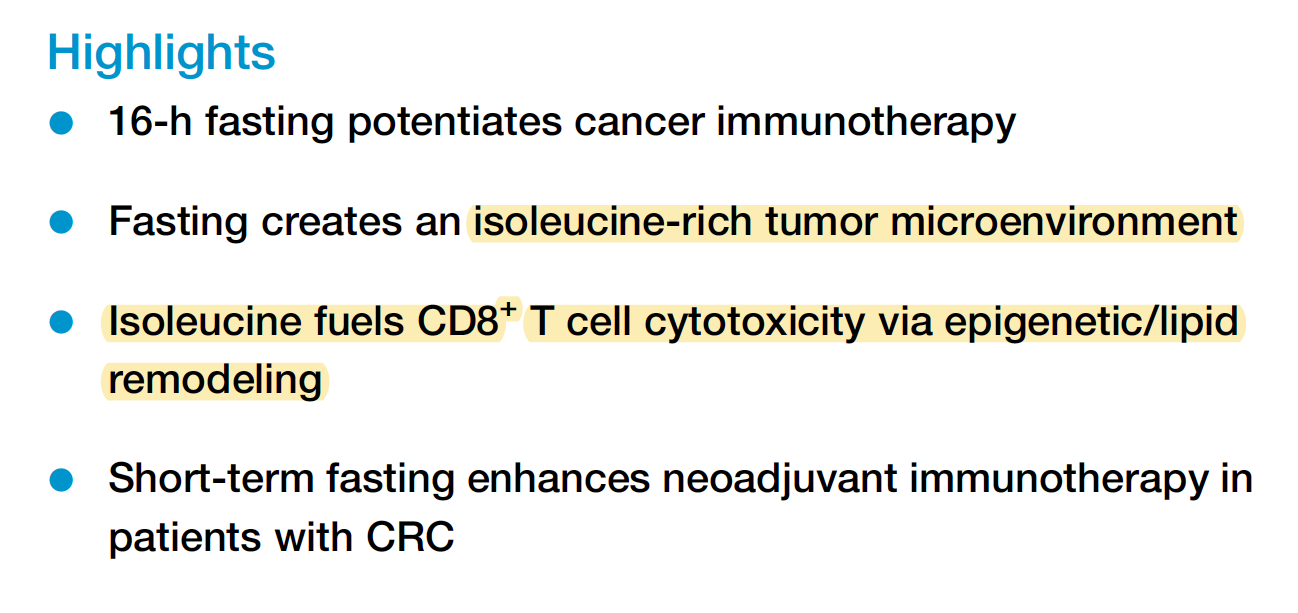 Highlights
● 16-h fasting potentiates cancer immunotherapy
● Fasting creates an isoleucine-rich tumor microenvironment
● Isoleucine fuels CD8⁺ T cell cytotoxicity via epigenetic/lipid
remodeling
● Short-term fasting enhances neoadjuvant immunotherapy in
patients with CRC